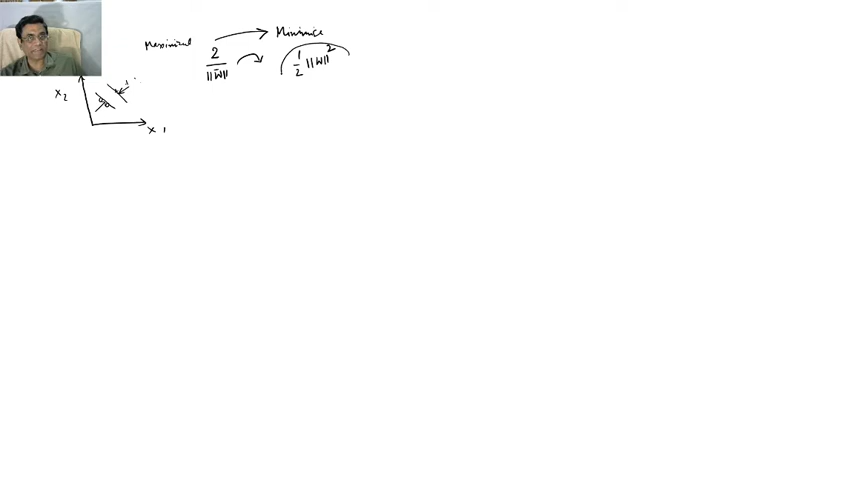 Minimize
Maximize
2 / ||w̄||
1/2 ||w||²
x2
x1